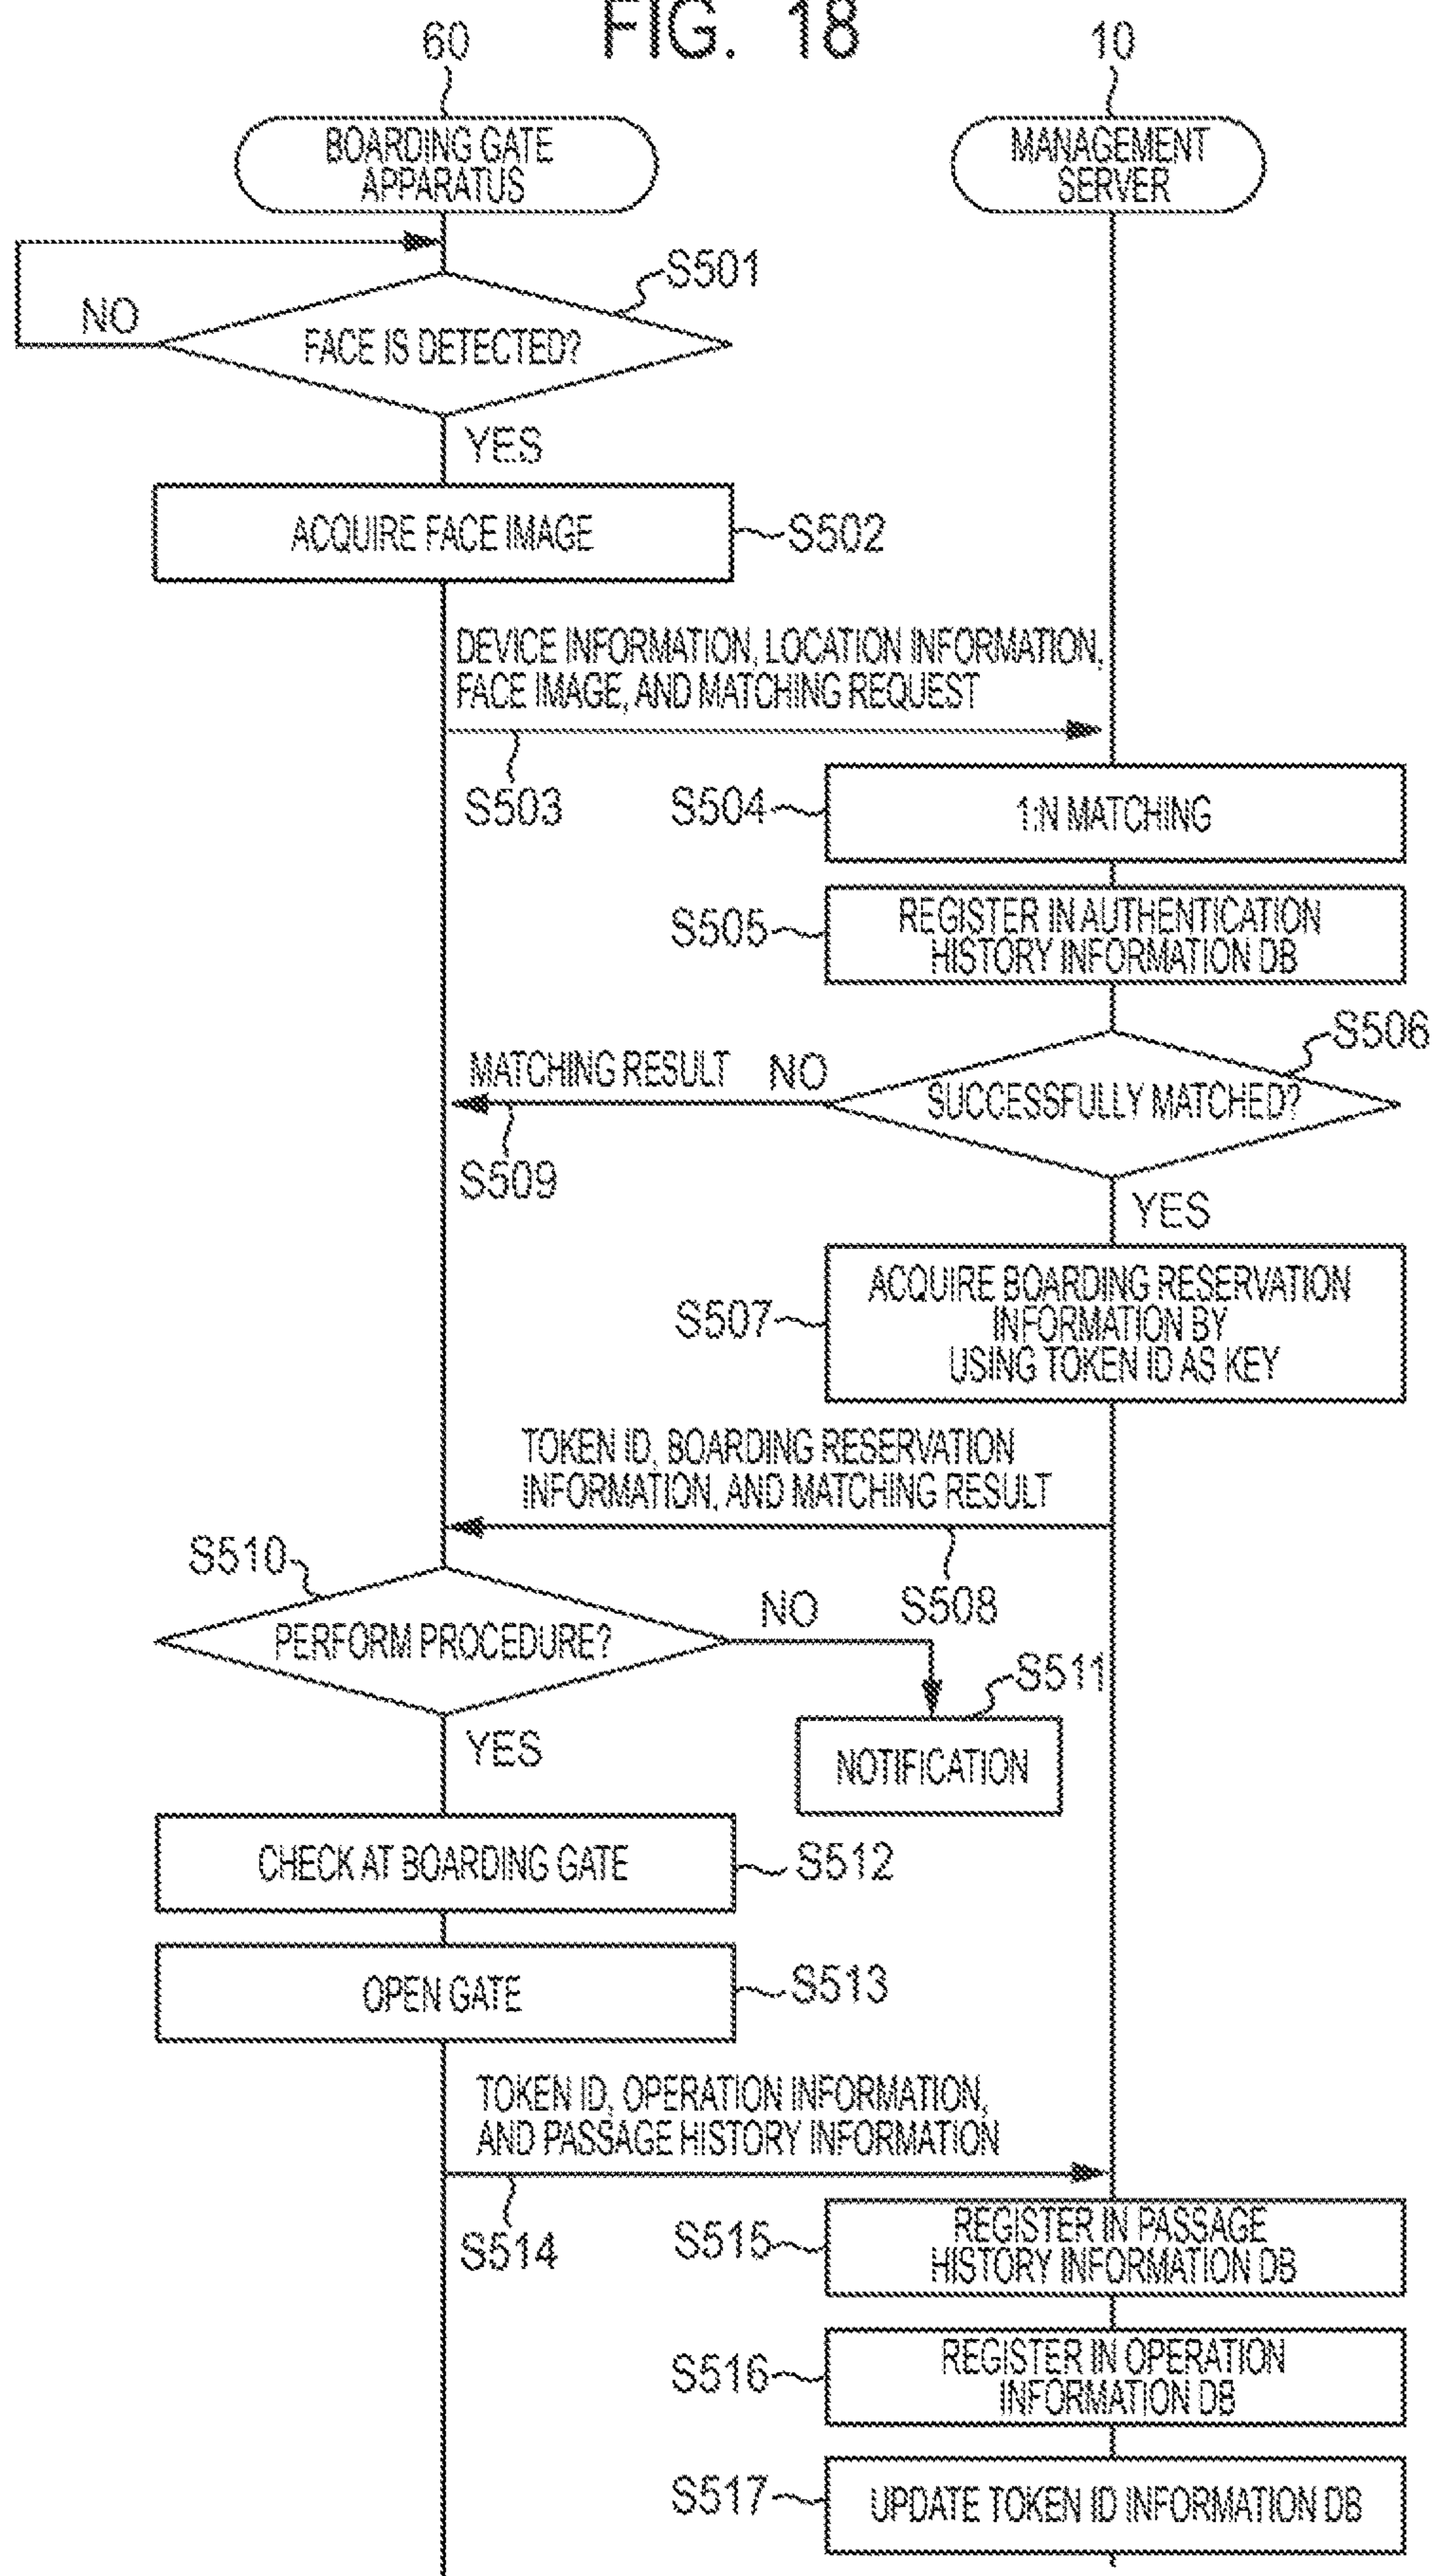 FIG. 18
60
10
BOARDING GATE
APPARATUS
MANAGEMENT
SERVER
S501
NO
FACE IS DETECTED?
YES
ACQUIRE FACE IMAGE
S502
DEVICE INFORMATION, LOCATION INFORMATION,
FACE IMAGE, AND MATCHING REQUEST
S503
S504
1:N MATCHING
S505
REGISTER IN AUTHENTICATION
HISTORY INFORMATION DB
S506
MATCHING RESULT
NO
SUCCESSFULLY MATCHED?
S509
YES
S507
ACQUIRE BOARDING RESERVATION
INFORMATION BY
USING TOKEN ID AS KEY
TOKEN ID, BOARDING RESERVATION
INFORMATION, AND MATCHING RESULT
S508
S510
NO
PERFORM PROCEDURE?
S511
YES
NOTIFICATION
CHECK AT BOARDING GATE
S512
OPEN GATE
S513
TOKEN ID, OPERATION INFORMATION,
AND PASSAGE HISTORY INFORMATION
S514
S515
REGISTER IN PASSAGE
HISTORY INFORMATION DB
S516
REGISTER IN OPERATION
INFORMATION DB
S517
UPDATE TOKEN ID INFORMATION DB